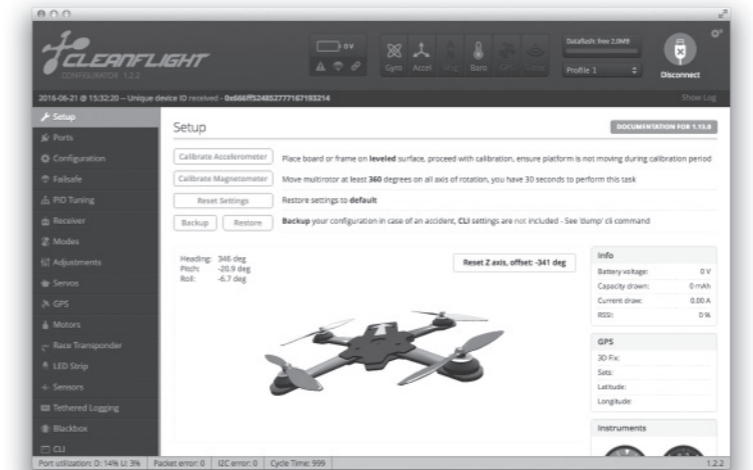 CLEANFLIGHT
CONFIGURATOR 1.2.2
0 V
Gyro Accel Mag Baro GPS Sonar
Dataflash: free 2.0MB
Profile 1
Disconnect
2016-06-21 @ 15:32:20 -- Unique device ID received - 0x666ff524852777167193214
Show Log
Setup
Ports
Configuration
Failsafe
PID Tuning
Receiver
Modes
Adjustments
Servos
GPS
Motors
Race Transponder
LED Strip
Sensors
Tethered Logging
Blackbox
CLI
Setup
DOCUMENTATION FOR 1.13.0
Calibrate Accelerometer Place board or frame on leveled surface, proceed with calibration, ensure platform is not moving during calibration period
Calibrate Magnetometer Move multirotor at least 360 degrees on all axis of rotation, you have 30 seconds to perform this task
Reset Settings Restore settings to default
Backup Restore Backup your configuration in case of an accident, CLI settings are not included - See 'dump' cli command
Heading: 346 deg
Pitch: -20.9 deg
Roll: -6.7 deg
Reset Z axis, offset: -341 deg
Info
Battery voltage: 0 V
Capacity drawn: 0 mAh
Current draw: 0.00 A
RSSI: 0 %
GPS
3D Fix:
Sats:
Latitude:
Longitude:
Instruments
Port utilization: D: 14% U: 3% Packet error: 0 I2C error: 0 Cycle Time: 999 1.2.2